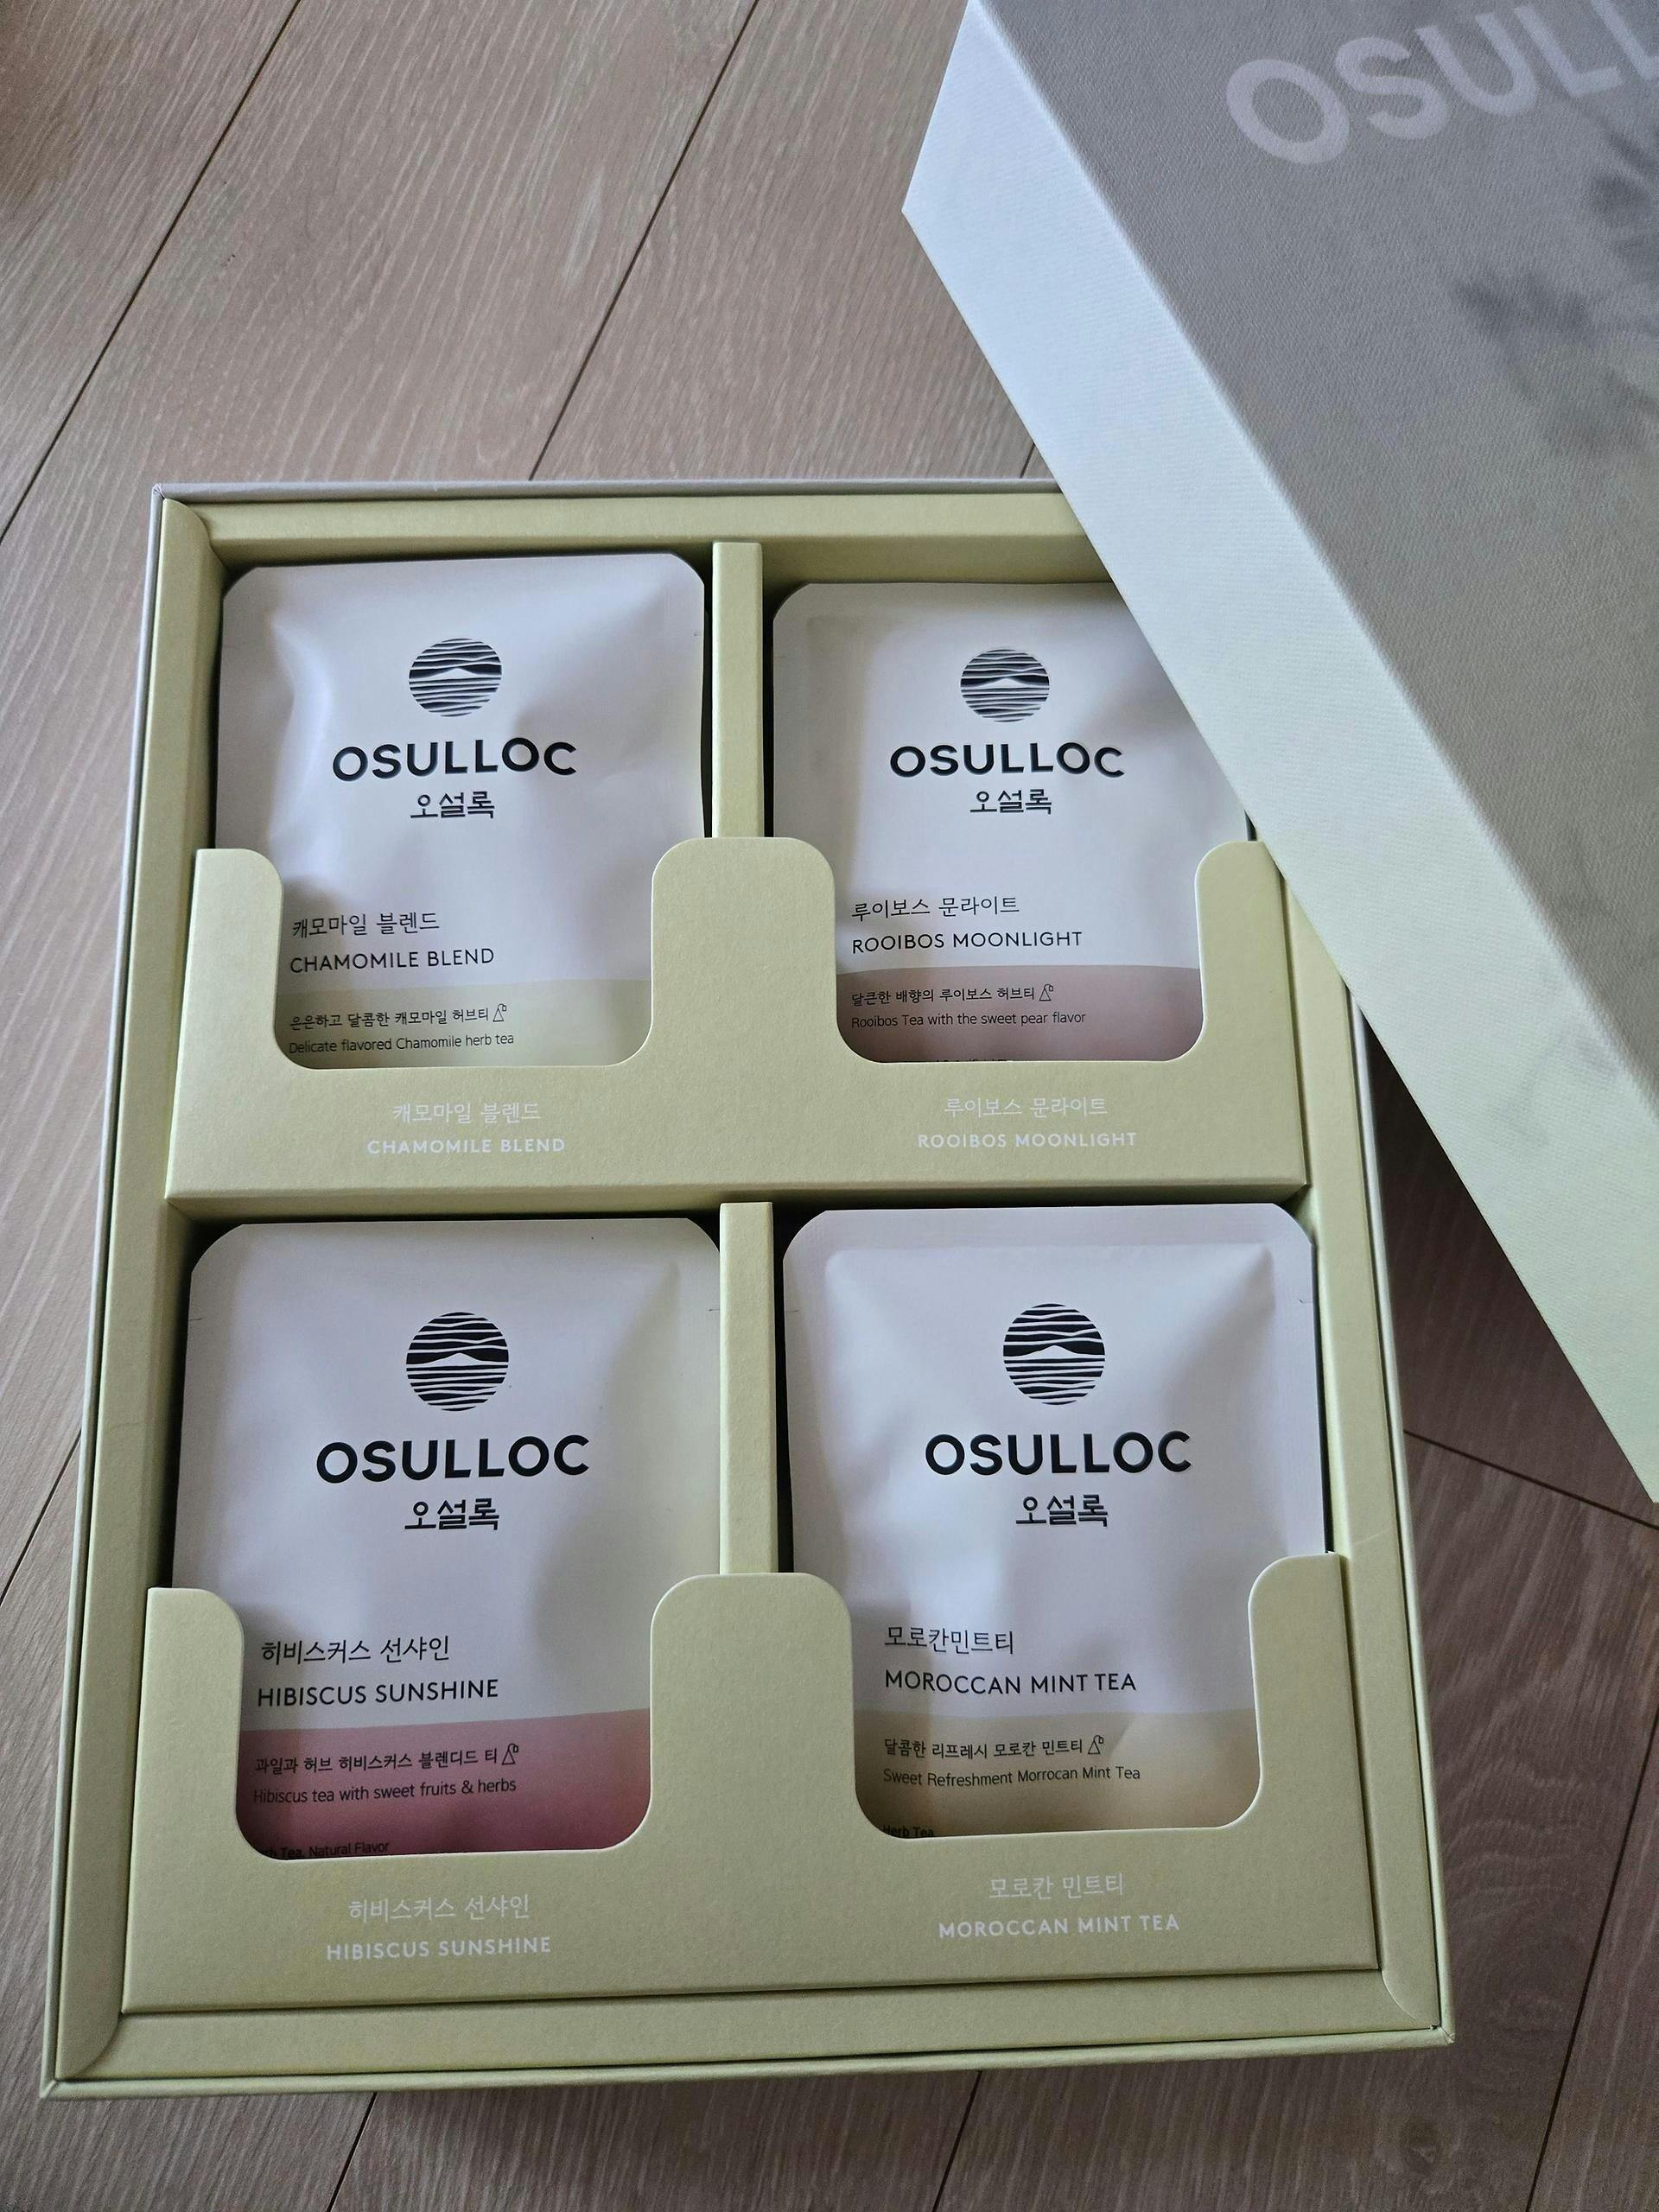 OSULL
OSULLOC
오설록
캐모마일 블렌드
CHAMOMILE BLEND
은은하고 달콤한 캐모마일 허브티
Delicate flavored Chamomile herb tea
캐모마일 블렌드
CHAMOMILE BLEND
OSULLOC
오설록
루이보스 문라이트
ROOIBOS MOONLIGHT
달큰한 배향의 루이보스 허브티
Rooibos Tea with the sweet pear flavor
루이보스 문라이트
ROOIBOS MOONLIGHT
OSULLOC
오설록
히비스커스 선샤인
HIBISCUS SUNSHINE
과일과 허브 히비스커스 블렌디드 티
Hibiscus tea with sweet fruits & herbs
Tea, Natural Flavor
히비스커스 선샤인
HIBISCUS SUNSHINE
OSULLOC
오설록
모로칸민트티
MOROCCAN MINT TEA
달콤한 리프레시 모로칸 민트티
Sweet Refreshment Morrocan Mint Tea
Herb Tea
모로칸 민트티
MOROCCAN MINT TEA